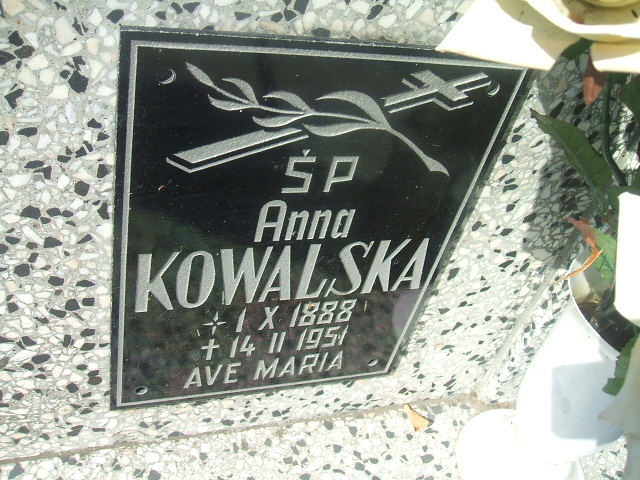 ŚP
Anna
KOWALSKA
1 X 1888
+ 14 II 1951
AVE MARIA